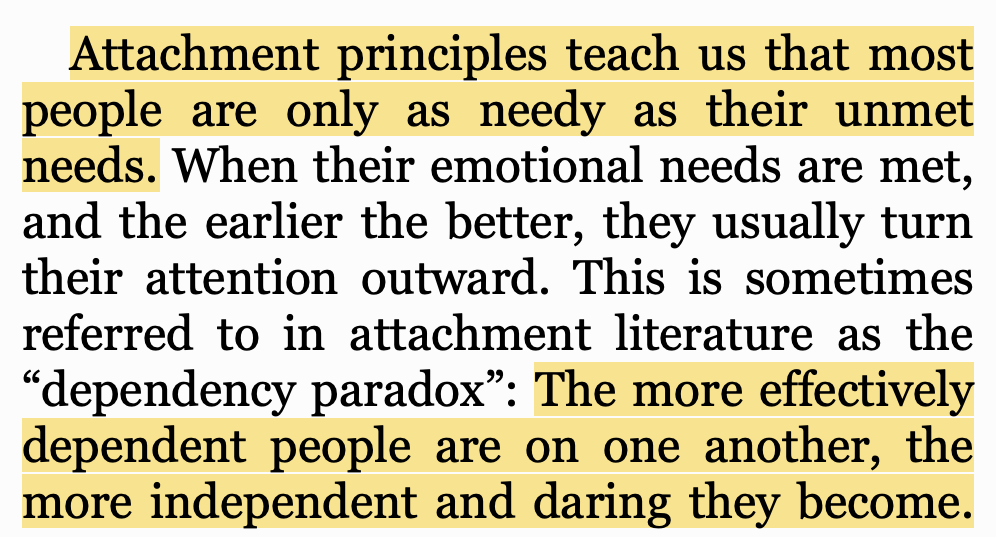 Attachment principles teach us that most
people are only as needy as their unmet
needs. When their emotional needs are met,
and the earlier the better, they usually turn
their attention outward. This is sometimes
referred to in attachment literature as the
“dependency paradox”: The more effectively
dependent people are on one another, the
more independent and daring they become.